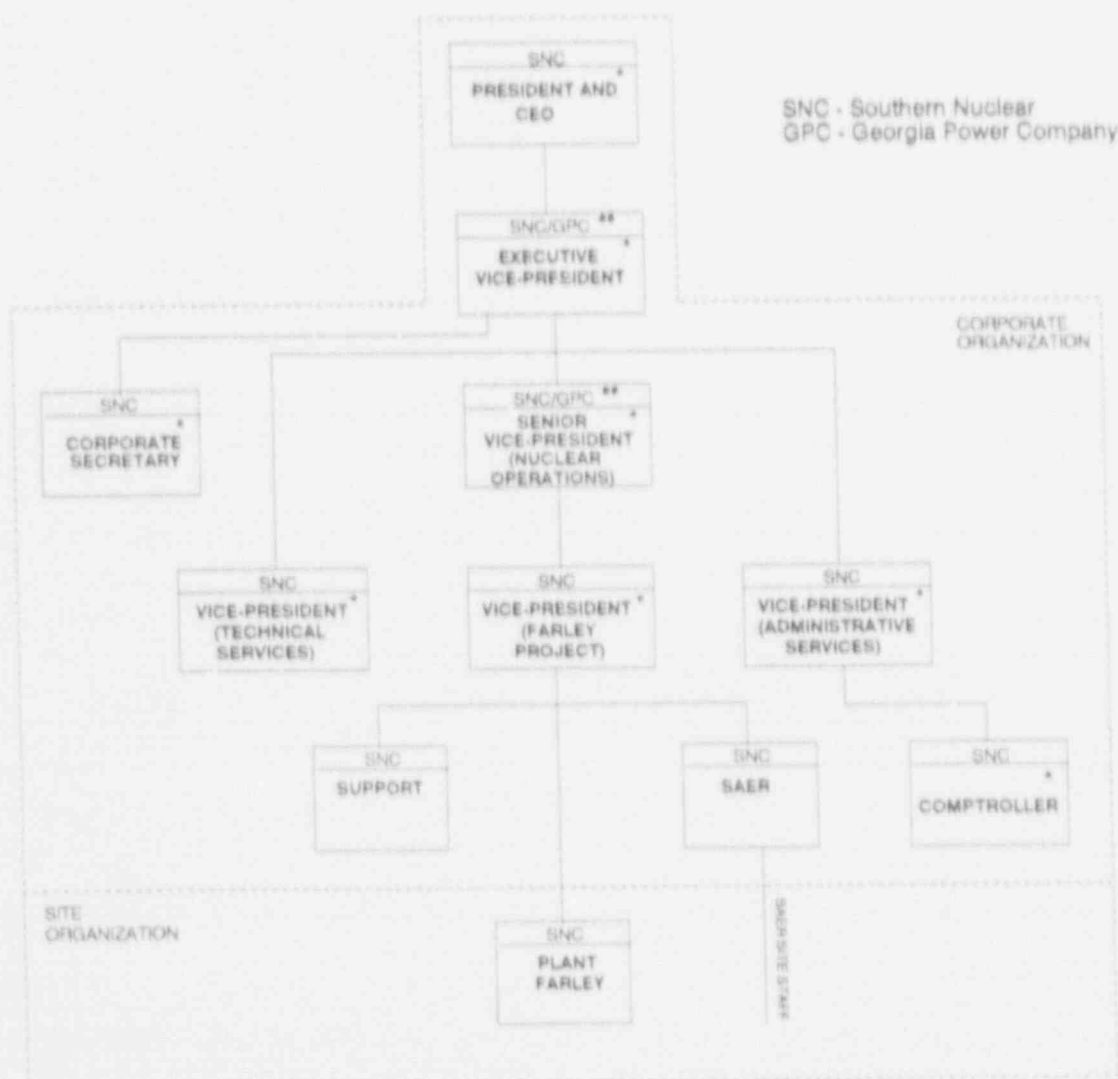 SNC
*
PRESIDENT AND
CEO
SNC - Southern Nuclear
GPC - Georgia Power Company
SNC/GPC **
*
EXECUTIVE
VICE-PRESIDENT
CORPORATE
ORGANIZATION
SNC
*
CORPORATE
SECRETARY
SNC/GPC **
SENIOR *
VICE-PRESIDENT
(NUCLEAR
OPERATIONS)
SNC
VICE-PRESIDENT *
(TECHNICAL
SERVICES)
SNC
VICE-PRESIDENT *
(FARLEY
PROJECT)
SNC
VICE-PRESIDENT *
(ADMINISTRATIVE
SERVICES)
SNC
SUPPORT
SNC
SAER
SNC
*
COMPTROLLER
SITE
ORGANIZATION
SNC
PLANT
FARLEY
SAER SITE STAFF